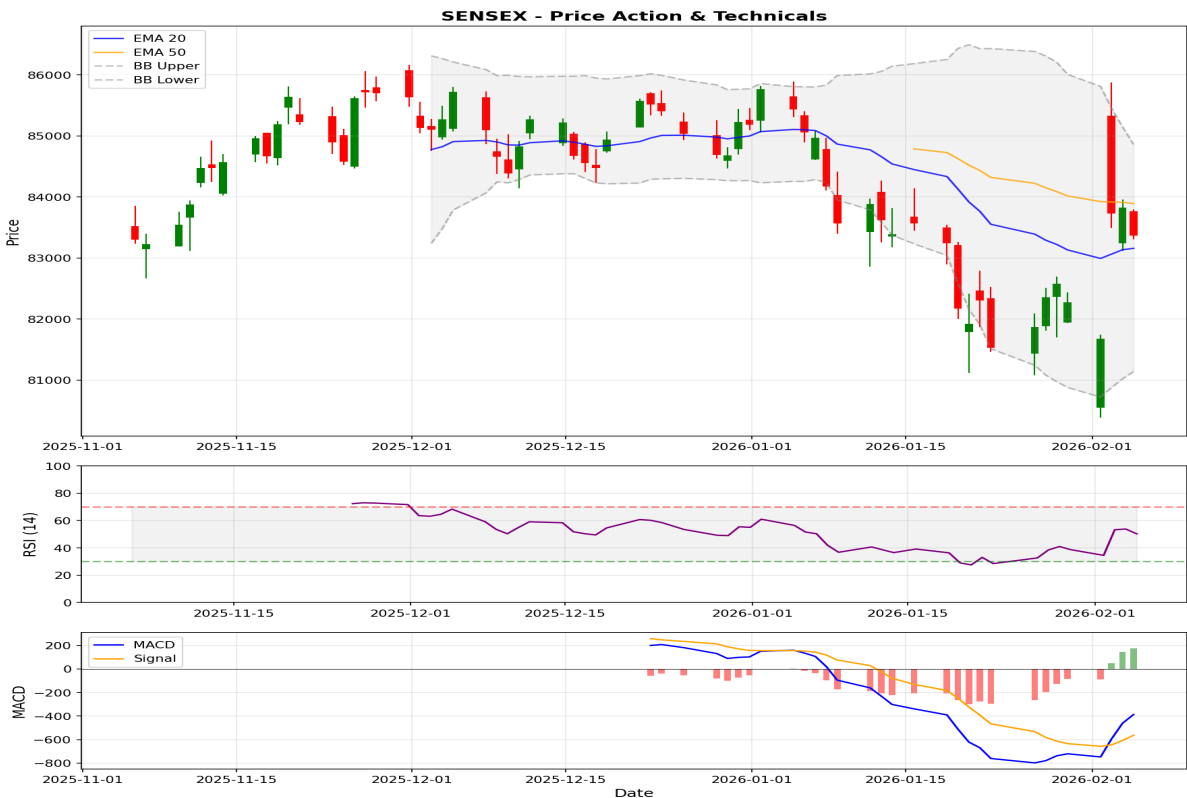 SENSEX - Price Action & Technicals
EMA 20
EMA 50
BB Upper
BB Lower
Price
86000
85000
84000
83000
82000
81000
2025-11-01 2025-11-15 2025-12-01 2025-12-15 2026-01-01 2026-01-15 2026-02-01
RSI (14)
100
80
60
40
20
0
2025-11-15 2025-12-01 2025-12-15 2026-01-01 2026-01-15 2026-02-01
MACD
Signal
MACD
200
0
−200
−400
−600
−800
2025-11-01 2025-11-15 2025-12-01 2025-12-15 2026-01-01 2026-01-15 2026-02-01
Date